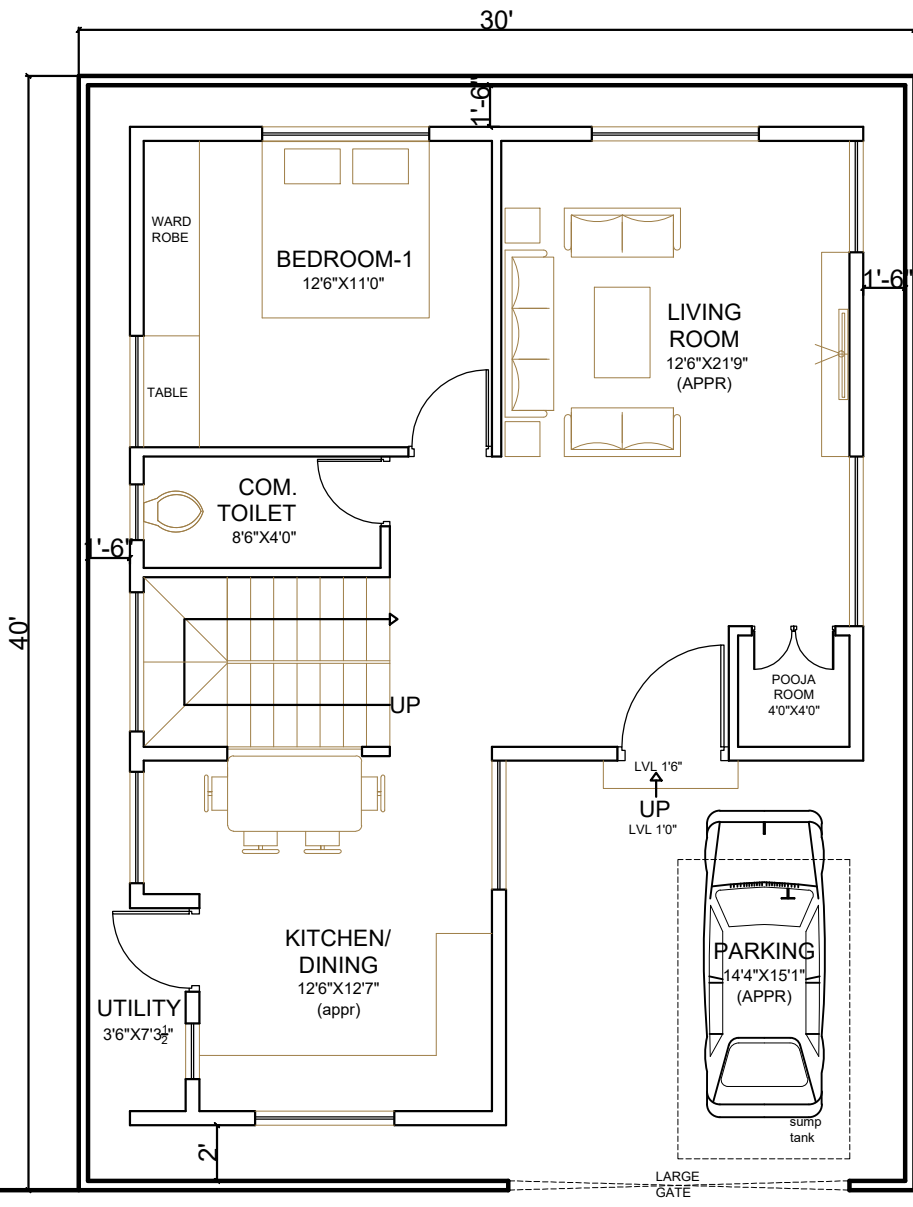 30'
1'-6"
WARD
ROBE
BEDROOM-1
12'6"X11'0"
1'-6"
LIVING
ROOM
12'6"X21'9"
(APPR)
TABLE
COM.
TOILET
8'6"X4'0"
1'-6"
40'
UP
POOJA
ROOM
4'0"X4'0"
LVL 1'6"
UP
LVL 1'0"
KITCHEN/
DINING
12'6"X12'7"
(appr)
PARKING
14'4"X15'1"
(APPR)
UTILITY
3'6"X7'3½"
sump
tank
2'
LARGE
GATE